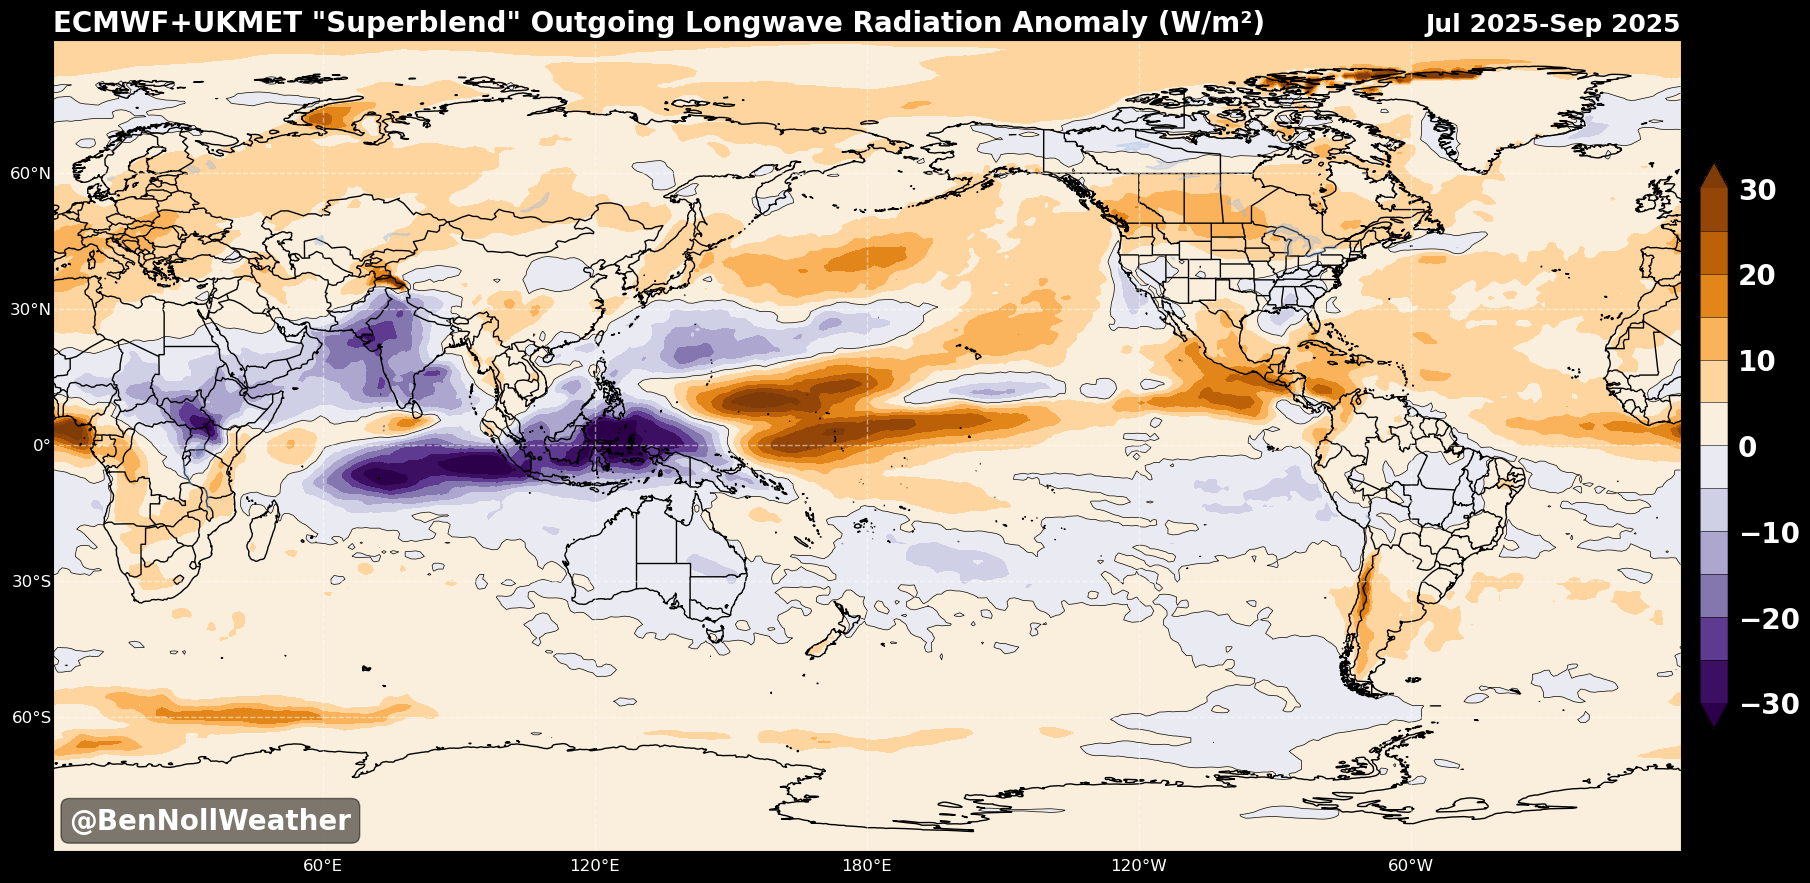 ECMWF+UKMET "Superblend" Outgoing Longwave Radiation Anomaly (W/m²)
Jul 2025-Sep 2025
60°N
30°N
0°
30°S
60°S
60°E
120°E
180°E
120°W
60°W
30
20
10
0
−10
−20
−30
@BenNollWeather